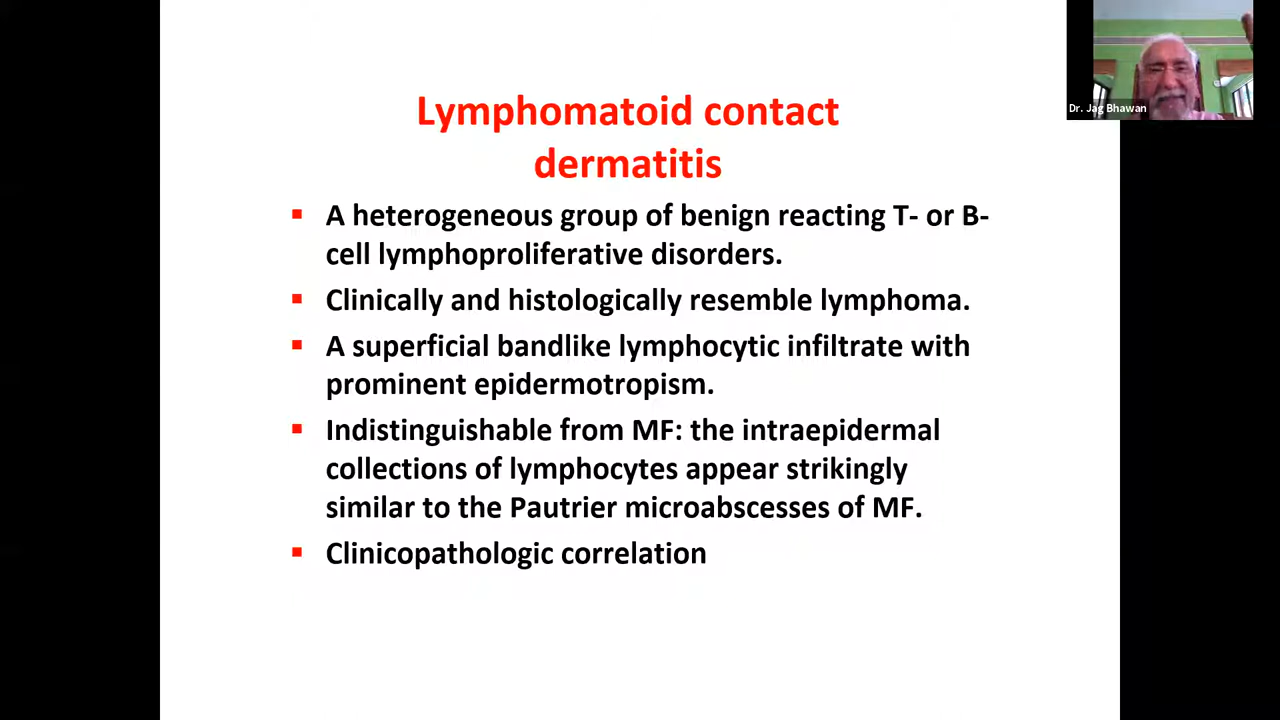 Lymphomatoid contact
dermatitis
▪ A heterogeneous group of benign reacting T- or B-
cell lymphoproliferative disorders.
▪ Clinically and histologically resemble lymphoma.
▪ A superficial bandlike lymphocytic infiltrate with
prominent epidermotropism.
▪ Indistinguishable from MF: the intraepidermal
collections of lymphocytes appear strikingly
similar to the Pautrier microabscesses of MF.
▪ Clinicopathologic correlation
Dr. Jag Bhawan